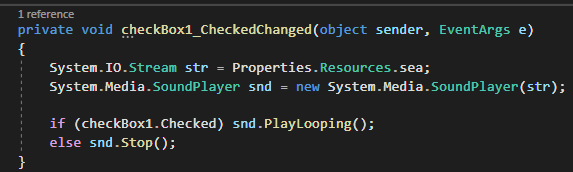 1 reference
private void checkBox1_CheckedChanged(object sender, EventArgs e)
{
System.IO.Stream str = Properties.Resources.sea;
System.Media.SoundPlayer snd = new System.Media.SoundPlayer(str);
if (checkBox1.Checked) snd.PlayLooping();
else snd.Stop();
}